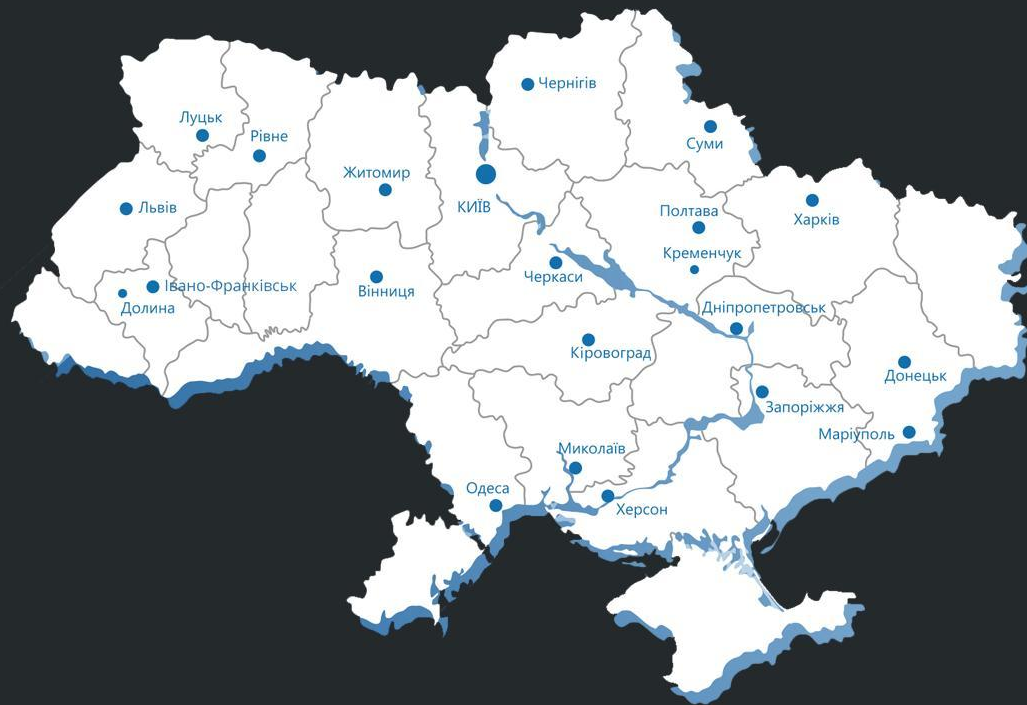 Чернігів
Луцьк
Рівне
Суми
Житомир
КИЇВ
Львів
Полтава
Харків
Кременчук
Черкаси
Івано-Франківськ
Вінниця
Долина
Дніпропетровськ
Кіровоград
Донецьк
Запоріжжя
Маріуполь
Миколаїв
Одеса
Херсон